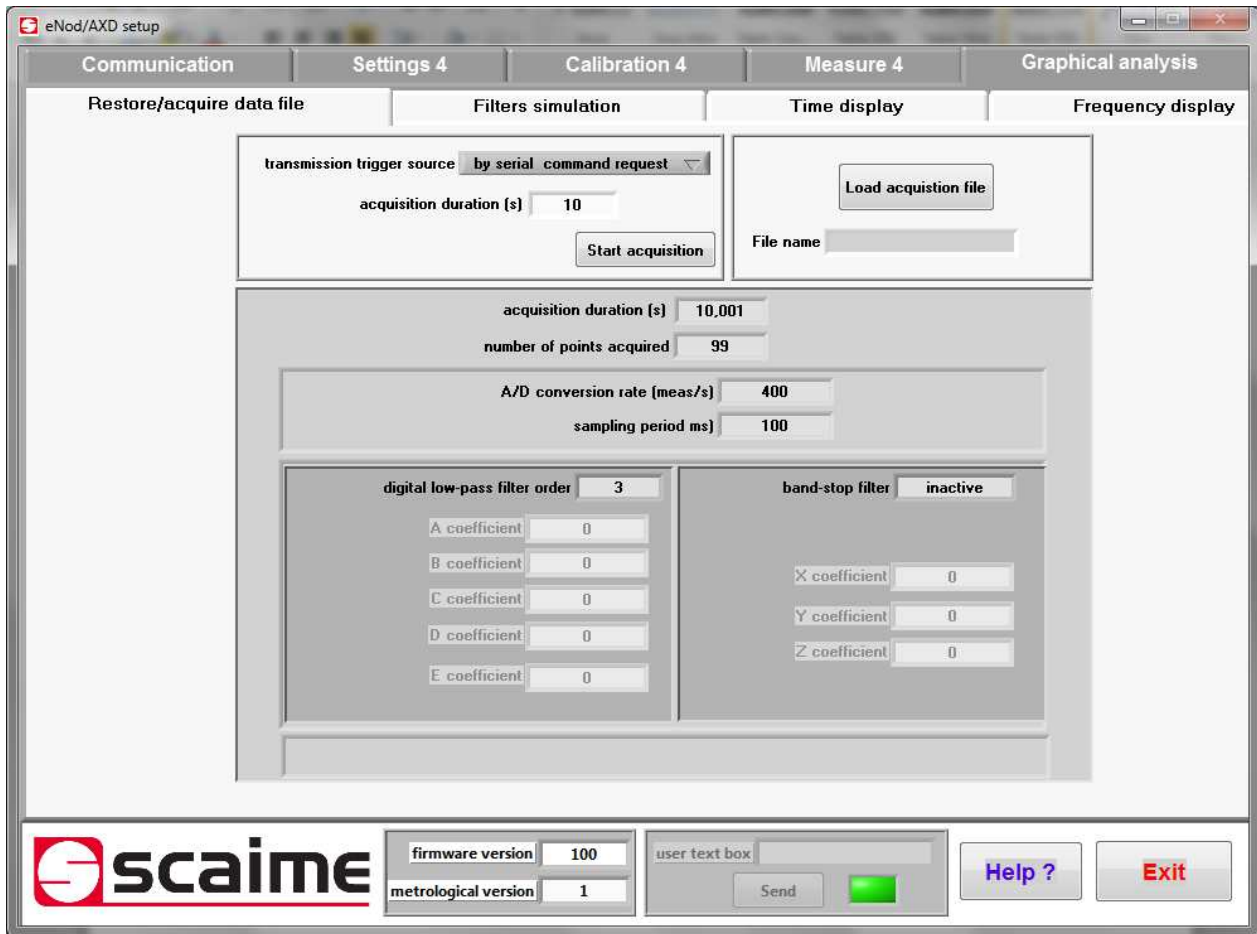 eNod/AXD setup
Communication Settings 4 Calibration 4 Measure 4 Graphical analysis
Restore/acquire data file Filters simulation Time display Frequency display
transmission trigger source by serial command request
acquisition duration (s) 10
Start acquisition
Load acquistion file
File name
acquisition duration (s) 10,001
number of points acquired 99
A/D conversion rate (meas/s) 400
sampling period ms) 100
digital low-pass filter order 3
A coefficient 0
B coefficient 0
C coefficient 0
D coefficient 0
E coefficient 0
band-stop filter inactive
X coefficient 0
Y coefficient 0
Z coefficient 0
scaime
firmware version 100
metrological version 1
user text box
Send
Help ?
Exit